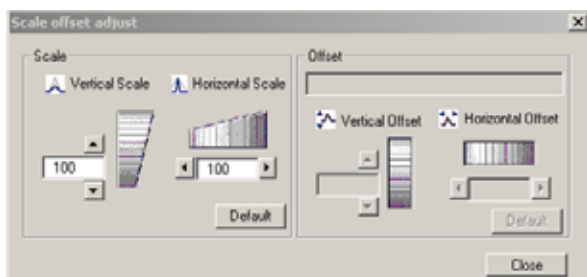 Scale offset adjust
Scale
Vertical Scale
Horizontal Scale
100
100
Default
Offset
Vertical Offset
Horizontal Offset
Default
Close